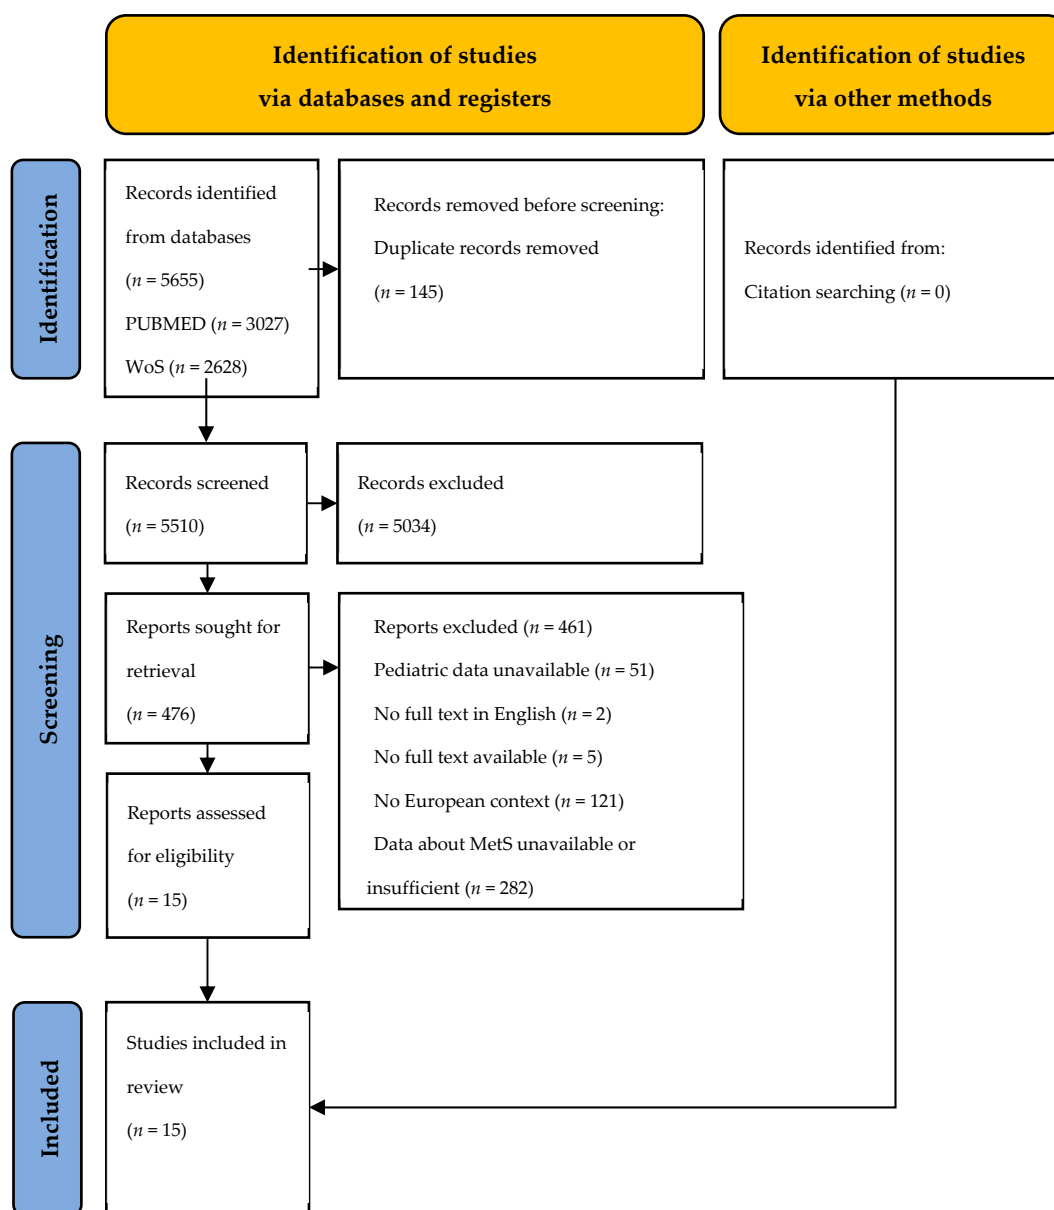 Identification of studies
via databases and registers
Identification of studies
via other methods
Identification
Records identified
from databases
(n = 5655)
PUBMED (n = 3027)
WoS (n = 2628)
Records removed before screening:
Duplicate records removed
(n = 145)
Records identified from:
Citation searching (n = 0)
Screening
Records screened
(n = 5510)
Records excluded
(n = 5034)
Reports sought for
retrieval
(n = 476)
Reports excluded (n = 461)
Pediatric data unavailable (n = 51)
No full text in English (n = 2)
No full text available (n = 5)
No European context (n = 121)
Data about MetS unavailable or
insufficient (n = 282)
Reports assessed
for eligibility
(n = 15)
Included
Studies included in
review
(n = 15)